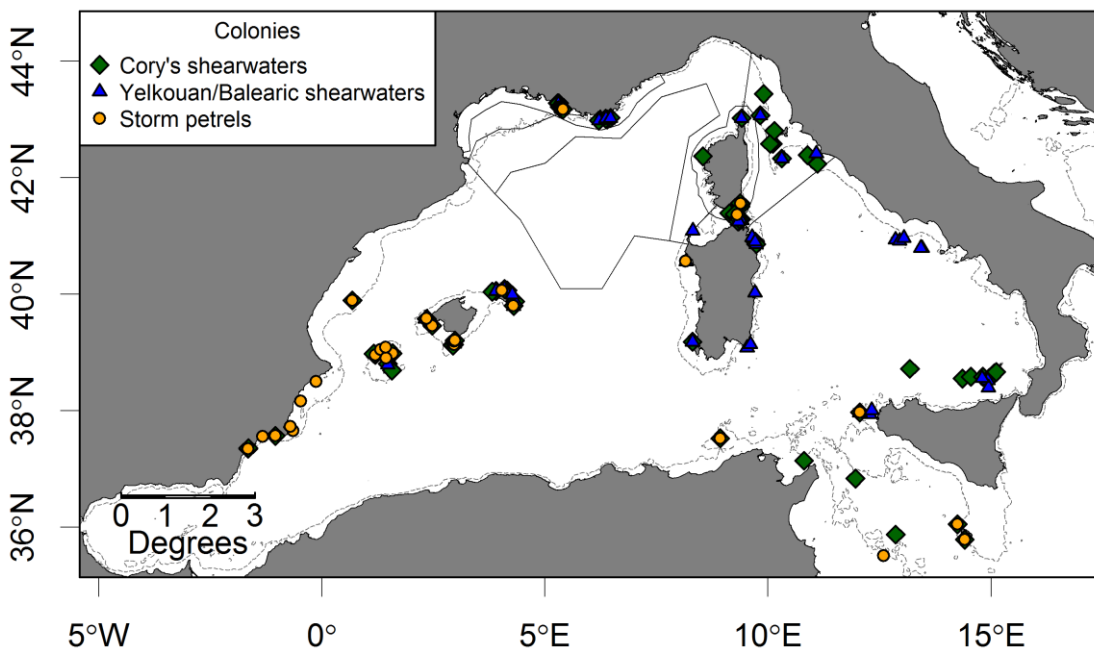 Colonies
Cory's shearwaters
Yelkouan/Balearic shearwaters
Storm petrels
44°N
42°N
40°N
38°N
36°N
0 1 2 3
Degrees
5°W 0° 5°E 10°E 15°E